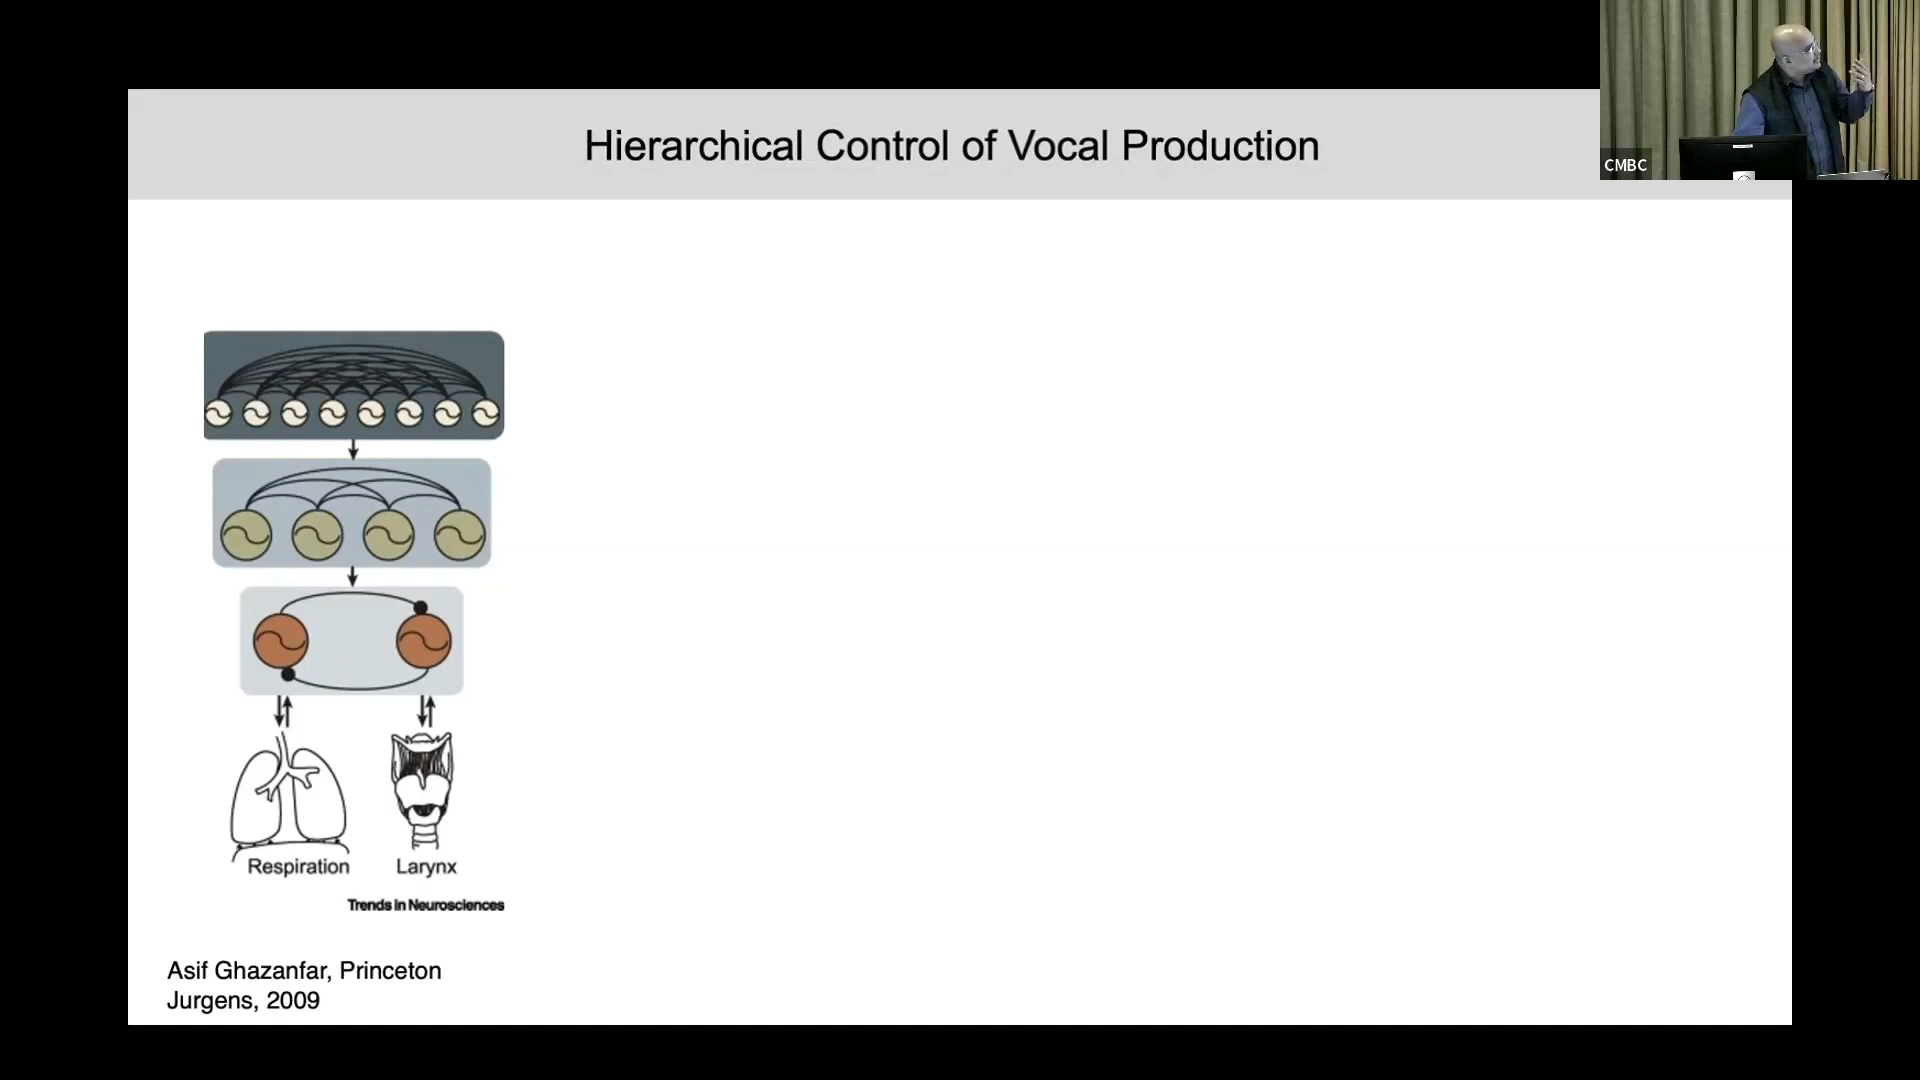 Hierarchical Control of Vocal Production
CMBC
Respiration
Larynx
Trends in Neurosciences
Asif Ghazanfar, Princeton
Jurgens, 2009